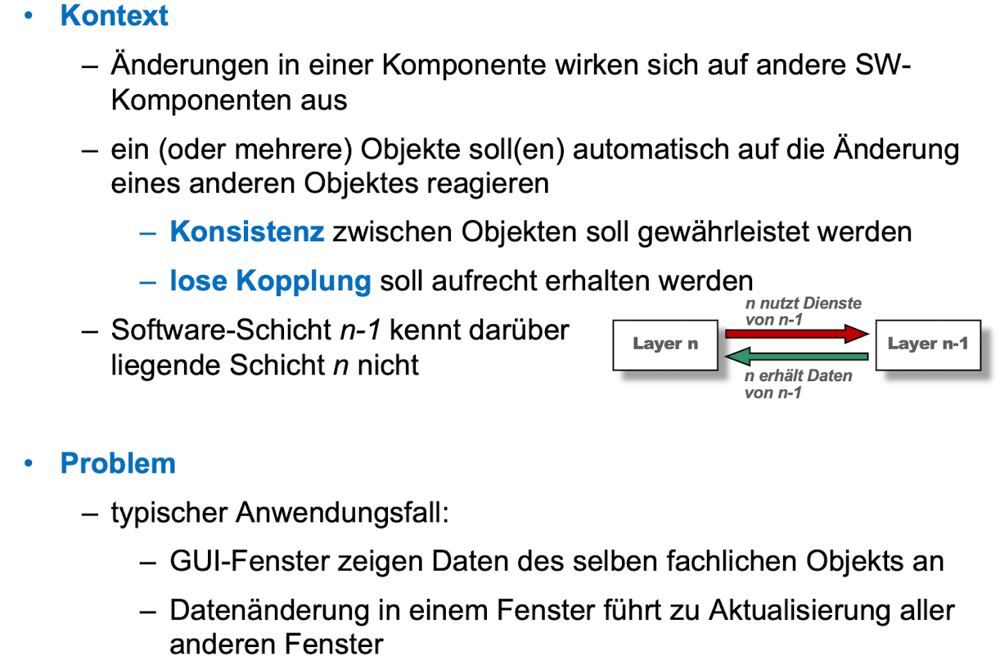 • Kontext
– Änderungen in einer Komponente wirken sich auf andere SW-
Komponenten aus
– ein (oder mehrere) Objekte soll(en) automatisch auf die Änderung
eines anderen Objektes reagieren
– Konsistenz zwischen Objekten soll gewährleistet werden
– lose Kopplung soll aufrecht erhalten werden
– Software-Schicht n-1 kennt darüber
liegende Schicht n nicht
n nutzt Dienste
von n-1
Layer n
Layer n-1
n erhält Daten
von n-1
• Problem
– typischer Anwendungsfall:
– GUI-Fenster zeigen Daten des selben fachlichen Objekts an
– Datenänderung in einem Fenster führt zu Aktualisierung aller
anderen Fenster